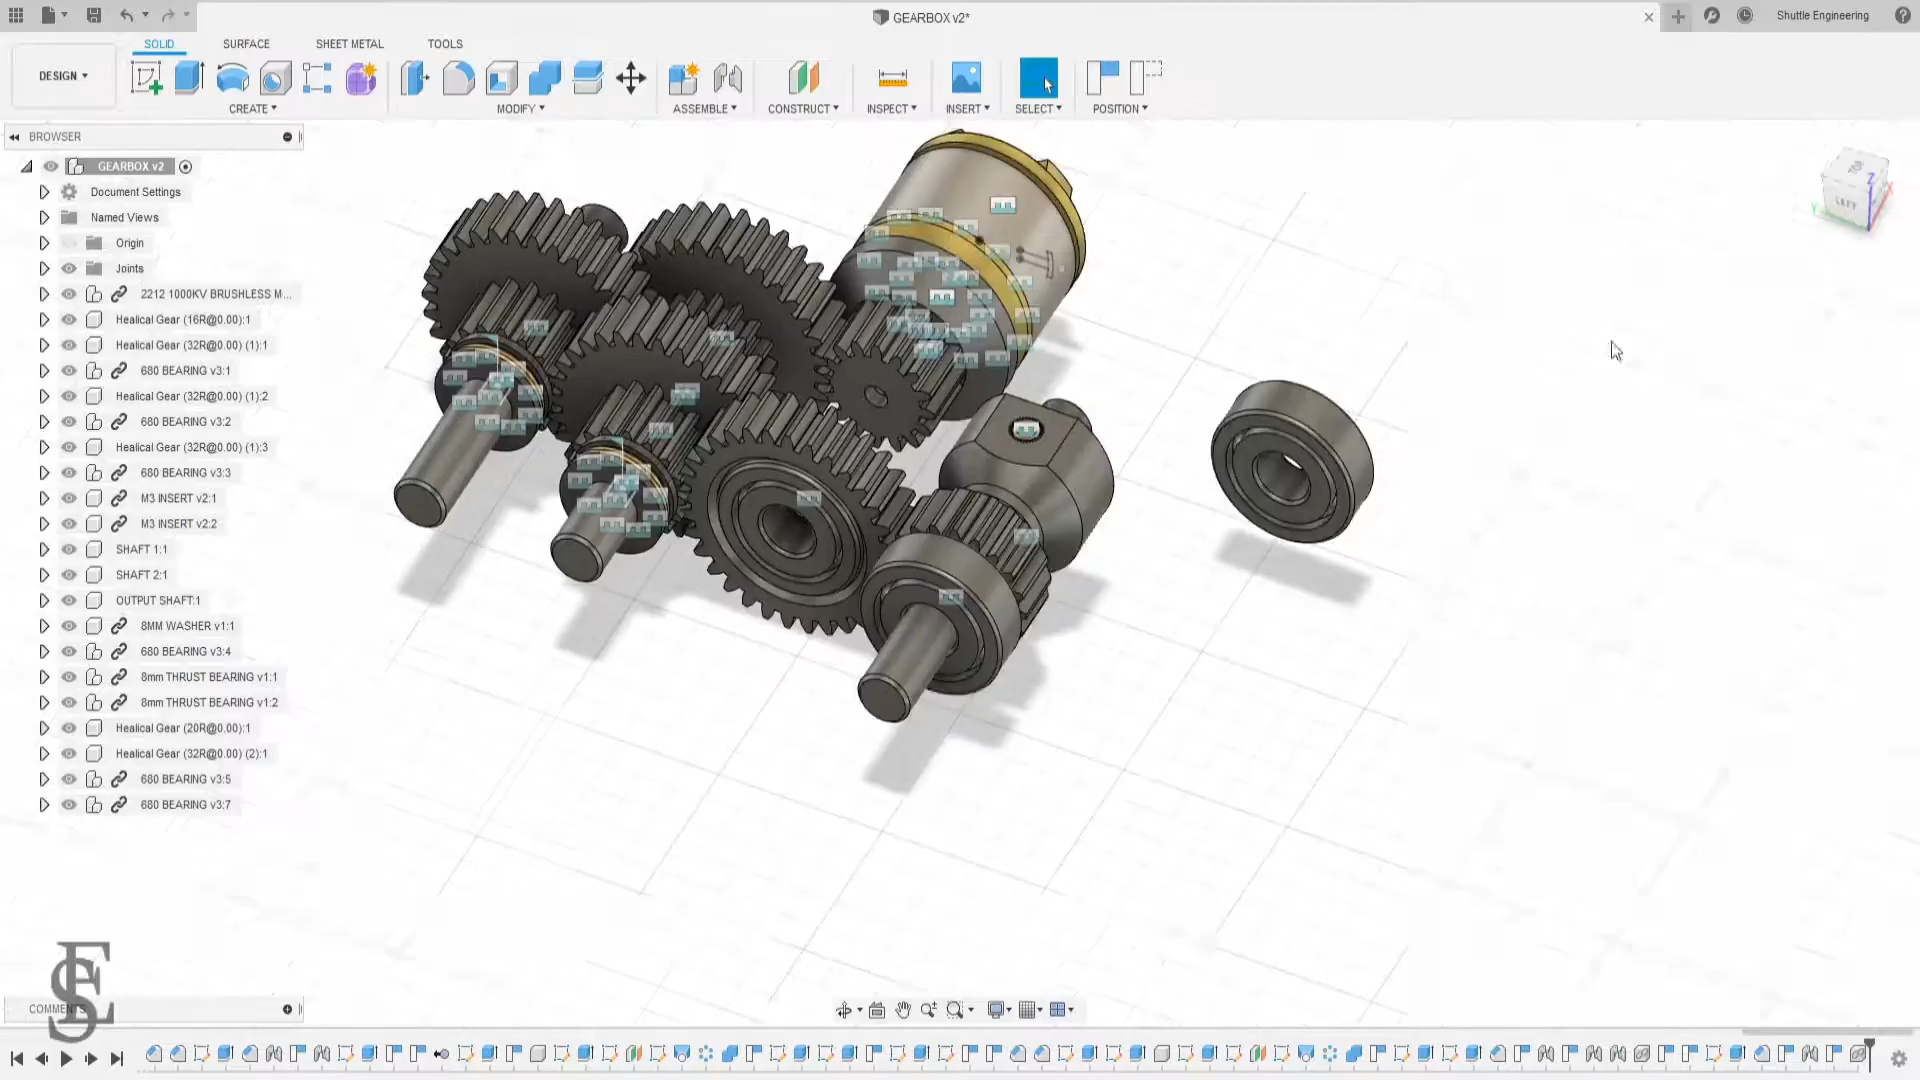 GEARBOX v2*
Shuttle Engineering
SOLID
SURFACE
SHEET METAL
TOOLS
DESIGN
CREATE
MODIFY
ASSEMBLE
CONSTRUCT
INSPECT
INSERT
SELECT
POSITION
BROWSER
GEARBOX v2
Document Settings
Named Views
Origin
Joints
2212 1000KV BRUSHLESS M...
Healical Gear (16R@0.00):1
Healical Gear (32R@0.00) (1):1
680 BEARING v3:1
Healical Gear (32R@0.00) (1):2
680 BEARING v3:2
Healical Gear (32R@0.00) (1):3
680 BEARING v3:3
M3 INSERT v2:1
M3 INSERT v2:2
SHAFT 1:1
SHAFT 2:1
OUTPUT SHAFT:1
8MM WASHER v1:1
680 BEARING v3:4
8mm THRUST BEARING v1:1
8mm THRUST BEARING v1:2
Healical Gear (20R@0.00):1
Healical Gear (32R@0.00) (2):1
680 BEARING v3:5
680 BEARING v3:7
TOP
LEFT
Z
X
Y
COMMENTS
SE